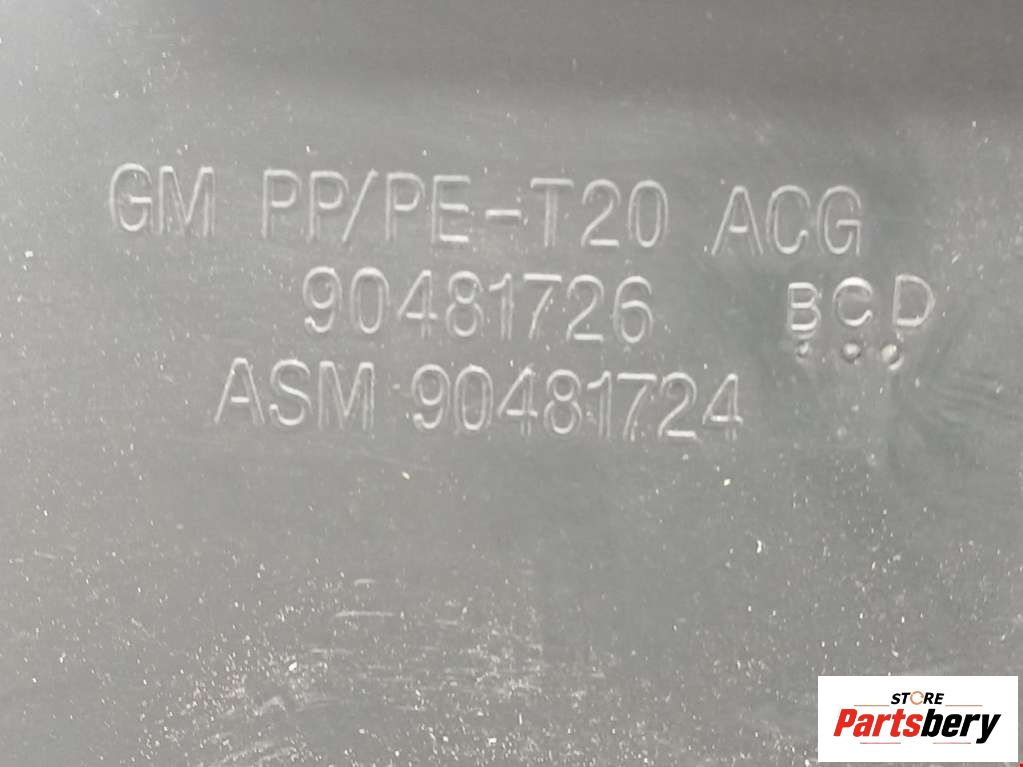 GM PP/PE-T20 ACG
90481726 BCD
ASM 90481724
STORE
Partsbery